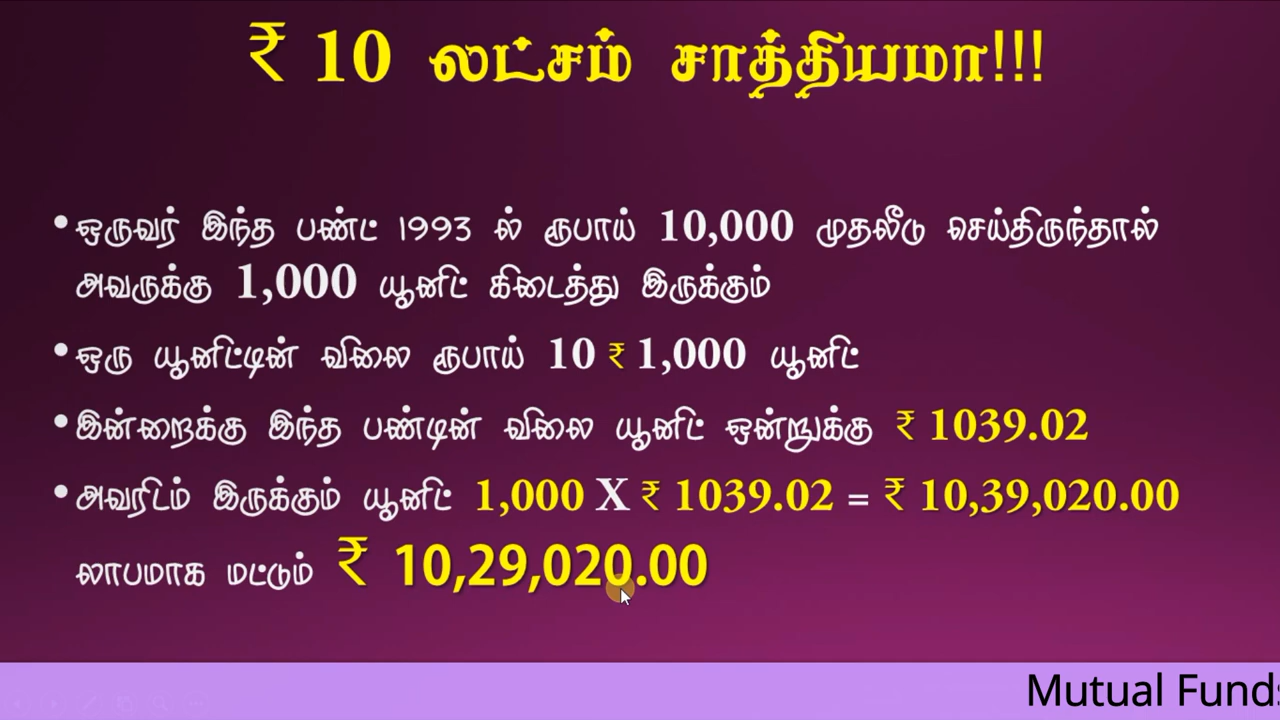 ₹ 10 லட்சம் சாத்தியமா!!!
• ஒருவர் இந்த பண்ட் 1993 ல் ரூபாய் 10,000 முதலீடு செய்திருந்தால்
அவருக்கு 1,000 யூனிட் கிடைத்து இருக்கும்
• ஒரு யூனிட்டின் விலை ரூபாய் 10 ₹ 1,000 யூனிட்
• இன்றைக்கு இந்த பண்டின் விலை யூனிட் ஒன்றுக்கு ₹ 1039.02
• அவரிடம் இருக்கும் யூனிட் 1,000 X ₹ 1039.02 = ₹ 10,39,020.00
லாபமாக மட்டும் ₹ 10,29,020.00
Mutual Funds